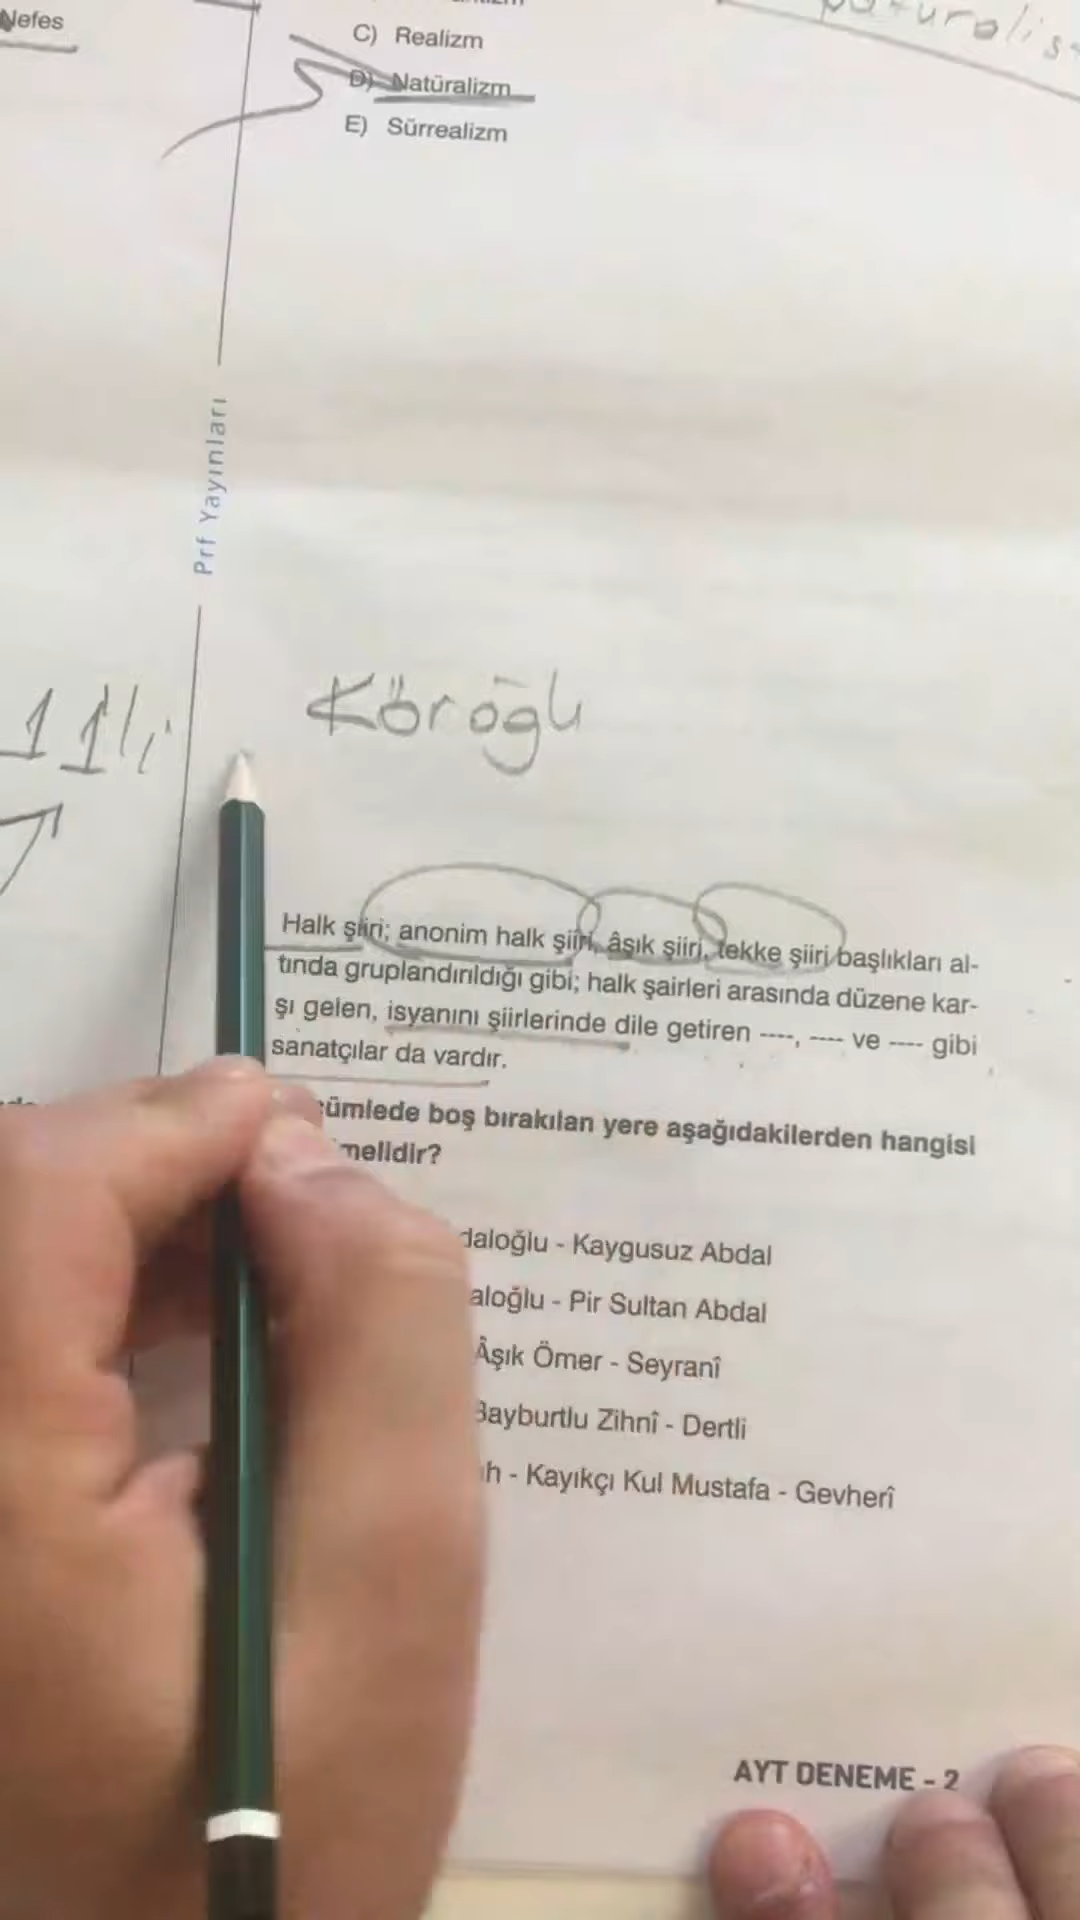 Nefes
C) Realizm
D) Natüralizm
E) Sürrealizm
Prf Yayınları
11'li
Köroğlu
Halk şiiri; anonim halk şiiri, âşık şiiri, tekke şiiri başlıkları al-
tında gruplandırıldığı gibi; halk şairleri arasında düzene kar-
şı gelen, isyanını şiirlerinde dile getiren ----, ---- ve ---- gibi
sanatçılar da vardır.
ümlede boş bırakılan yere aşağıdakilerden hangisi
melidir?
daloğlu - Kaygusuz Abdal
aloğlu - Pir Sultan Abdal
Âşık Ömer - Seyranî
Bayburtlu Zihnî - Dertli
h - Kayıkçı Kul Mustafa - Gevherî
AYT DENEME - 2